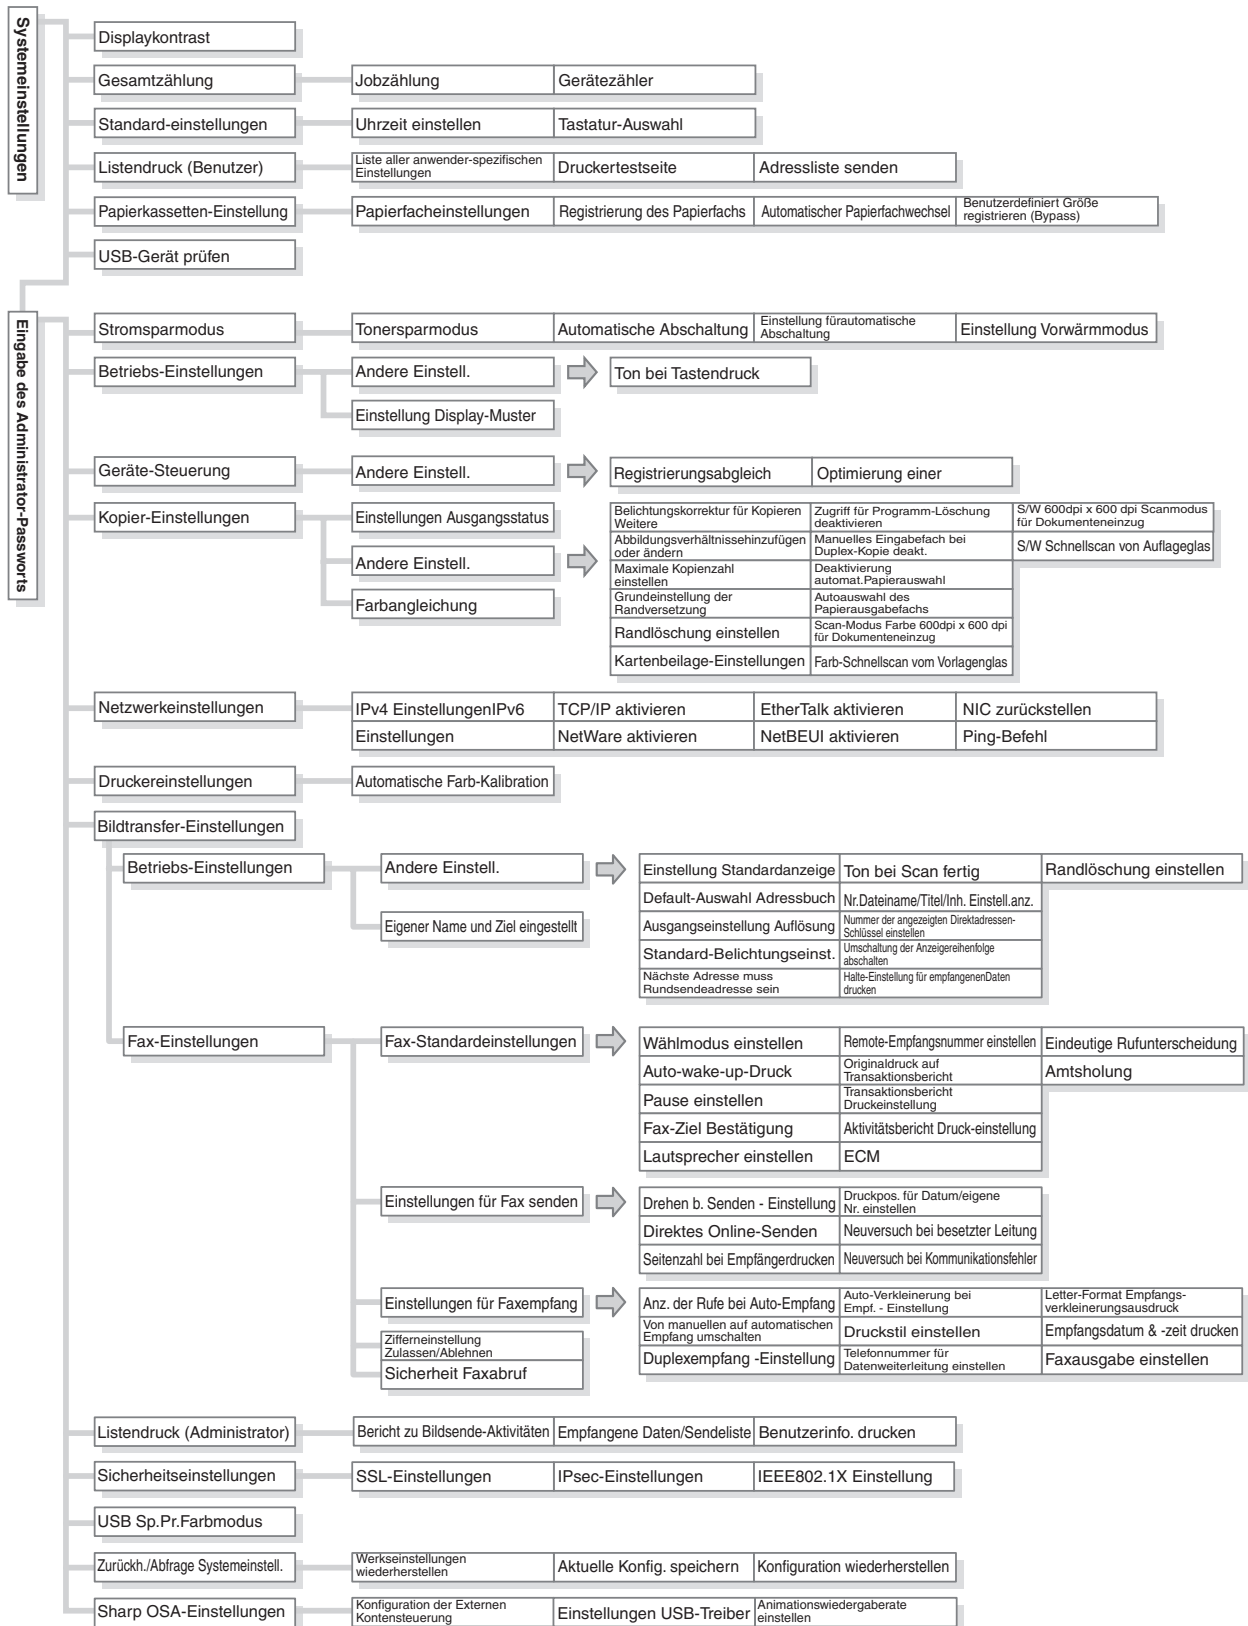 Systemeinstellungen
Displaykontrast
Gesamtzählung
Jobzählung
Gerätezähler
Standard-einstellungen
Uhrzeit einstellen
Tastatur-Auswahl
Listendruck (Benutzer)
Liste aller anwender-spezifischen
Einstellungen
Druckertestseite
Adressliste senden
Papierkassetten-Einstellung
Papierfacheinstellungen
Registrierung des Papierfachs
Automatischer Papierfachwechsel
Benutzerdefiniert Größe
registrieren (Bypass)
USB-Gerät prüfen
Eingabe des Administrator-Passworts
Stromsparmodus
Tonersparmodus
Automatische Abschaltung
Einstellung fürautomatische
Abschaltung
Einstellung Vorwärmmodus
Betriebs-Einstellungen
Andere Einstell.
Ton bei Tastendruck
Einstellung Display-Muster
Geräte-Steuerung
Andere Einstell.
Registrierungsabgleich
Optimierung einer
Kopier-Einstellungen
Einstellungen Ausgangsstatus
Andere Einstell.
Farbangleichung
Belichtungskorrektur für Kopieren
Weitere
Zugriff für Programm-Löschung
deaktivieren
S/W 600dpi x 600 dpi Scanmodus
für Dokumenteneinzug
Abbildungsverhältnissehinzufügen
oder ändern
Manuelles Eingabefach bei
Duplex-Kopie deakt.
S/W Schnellscan von Auflageglas
Maximale Kopienzahl
einstellen
Deaktivierung
automat.Papierauswahl
Grundeinstellung der
Randversetzung
Autoauswahl des
Papierausgabefachs
Randlöschung einstellen
Scan-Modus Farbe 600dpi x 600 dpi
für Dokumenteneinzug
Kartenbeilage-Einstellungen
Farb-Schnellscan vom Vorlagenglas
Netzwerkeinstellungen
IPv4 EinstellungenIPv6
TCP/IP aktivieren
EtherTalk aktivieren
NIC zurückstellen
Einstellungen
NetWare aktivieren
NetBEUI aktivieren
Ping-Befehl
Druckereinstellungen
Automatische Farb-Kalibration
Bildtransfer-Einstellungen
Betriebs-Einstellungen
Andere Einstell.
Eigener Name und Ziel eingestellt
Einstellung Standardanzeige
Ton bei Scan fertig
Randlöschung einstellen
Default-Auswahl Adressbuch
Nr.Dateiname/Titel/Inh. Einstell.anz.
Ausgangseinstellung Auflösung
Nummer der angezeigten Direktadressen-
Schlüssel einstellen
Standard-Belichtungseinst.
Umschaltung der Anzeigereihenfolge
abschalten
Nächste Adresse muss
Rundsendeadresse sein
Halte-Einstellung für empfangenenDaten
drucken
Fax-Einstellungen
Fax-Standardeinstellungen
Wählmodus einstellen
Remote-Empfangsnummer einstellen
Eindeutige Rufunterscheidung
Auto-wake-up-Druck
Originaldruck auf
Transaktionsbericht
Amtsholung
Pause einstellen
Transaktionsbericht
Druckeinstellung
Fax-Ziel Bestätigung
Aktivitätsbericht Druck-einstellung
Lautsprecher einstellen
ECM
Einstellungen für Fax senden
Drehen b. Senden - Einstellung
Druckpos. für Datum/eigene
Nr. einstellen
Direktes Online-Senden
Neuversuch bei besetzter Leitung
Seitenzahl bei Empfängerdrucken
Neuversuch bei Kommunikationsfehler
Einstellungen für Faxempfang
Anz. der Rufe bei Auto-Empfang
Auto-Verkleinerung bei
Empf. - Einstellung
Letter-Format Empfangs-
verkleinerungsausdruck
Von manuellen auf automatischen
Empfang umschalten
Druckstil einstellen
Empfangsdatum & -zeit drucken
Duplexempfang -Einstellung
Telefonnummer für
Datenweiterleitung einstellen
Faxausgabe einstellen
Zifferneinstellung
Zulassen/Ablehnen
Sicherheit Faxabruf
Listendruck (Administrator)
Bericht zu Bildsende-Aktivitäten
Empfangene Daten/Sendeliste
Benutzerinfo. drucken
Sicherheitseinstellungen
SSL-Einstellungen
IPsec-Einstellungen
IEEE802.1X Einstellung
USB Sp.Pr.Farbmodus
Zurückh./Abfrage Systemeinstell.
Werkseinstellungen
wiederherstellen
Aktuelle Konfig. speichern
Konfiguration wiederherstellen
Sharp OSA-Einstellungen
Konfiguration der Externen
Kontensteuerung
Einstellungen USB-Treiber
Animationswiedergaberate
einstellen